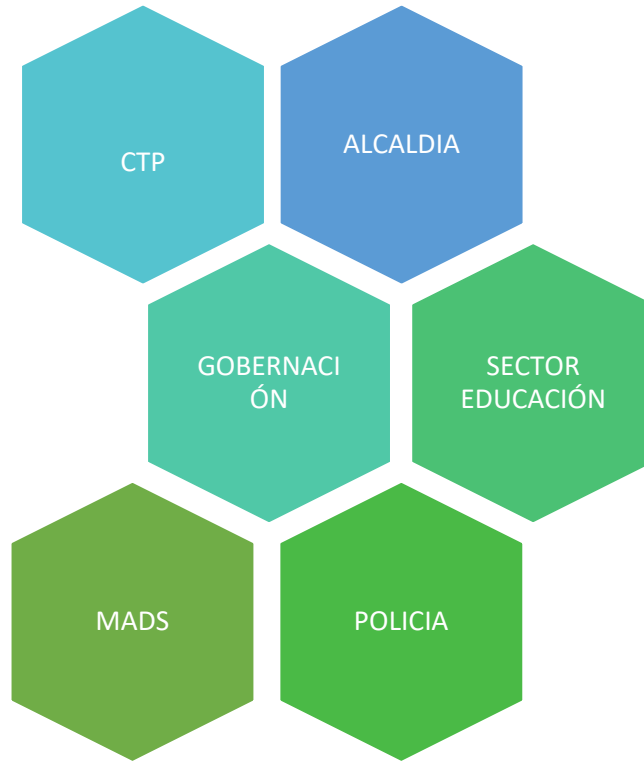 CTP
ALCALDIA
GOBERNACI
ÓN
SECTOR
EDUCACIÓN
MADS
POLICIA